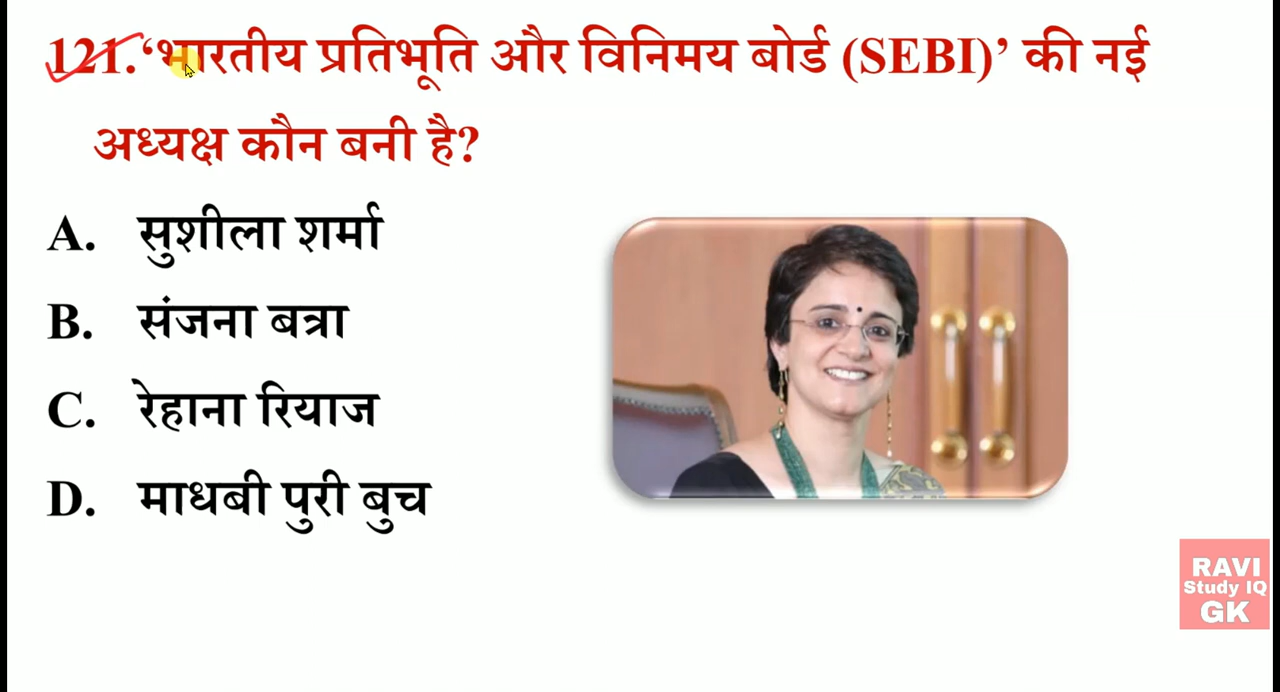 121.‘भारतीय प्रतिभूति और विनिमय बोर्ड (SEBI)’ की नई
अध्यक्ष कौन बनी है?
A. सुशीला शर्मा
B. संजना बत्रा
C. रेहाना रियाज
D. माधबी पुरी बुच
RAVI
Study IQ
GK